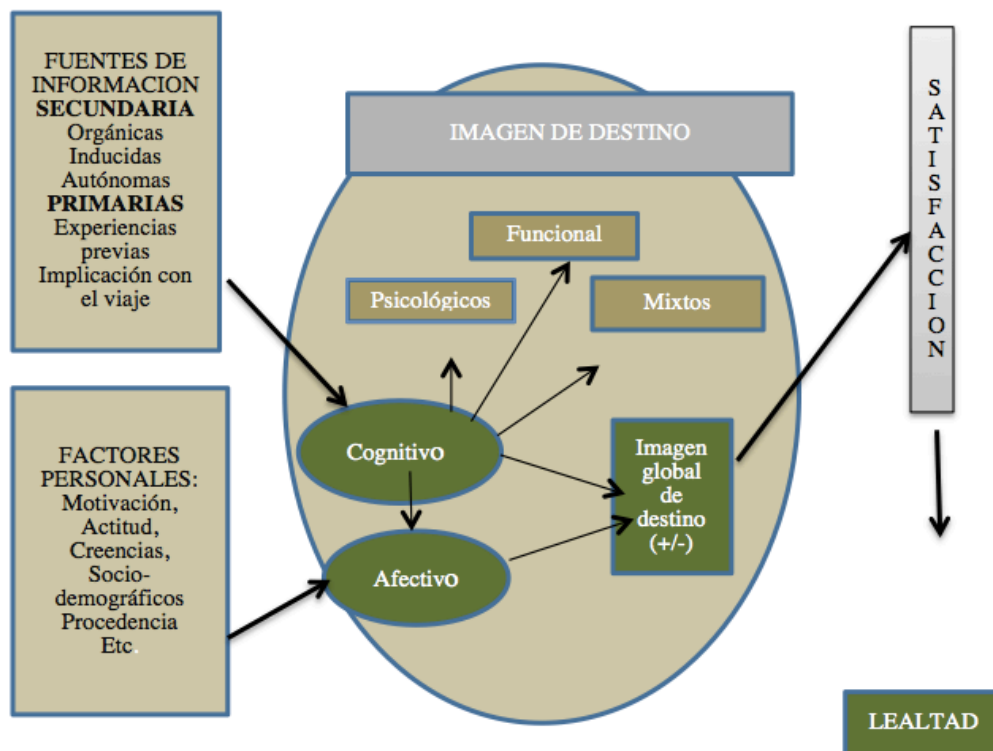 FUENTES DE
INFORMACION
SECUNDARIA
Orgánicas
Inducidas
Autónomas
PRIMARIAS
Experiencias
previas
Implicación con
el viaje
FACTORES
PERSONALES:
Motivación,
Actitud,
Creencias,
Socio-
demográficos
Procedencia
Etc.
IMAGEN DE DESTINO
Funcional
Psicológicos
Mixtos
Cognitivo
Afectivo
Imagen
global
de
destino
(+/-)
SATISFACCION
LEALTAD